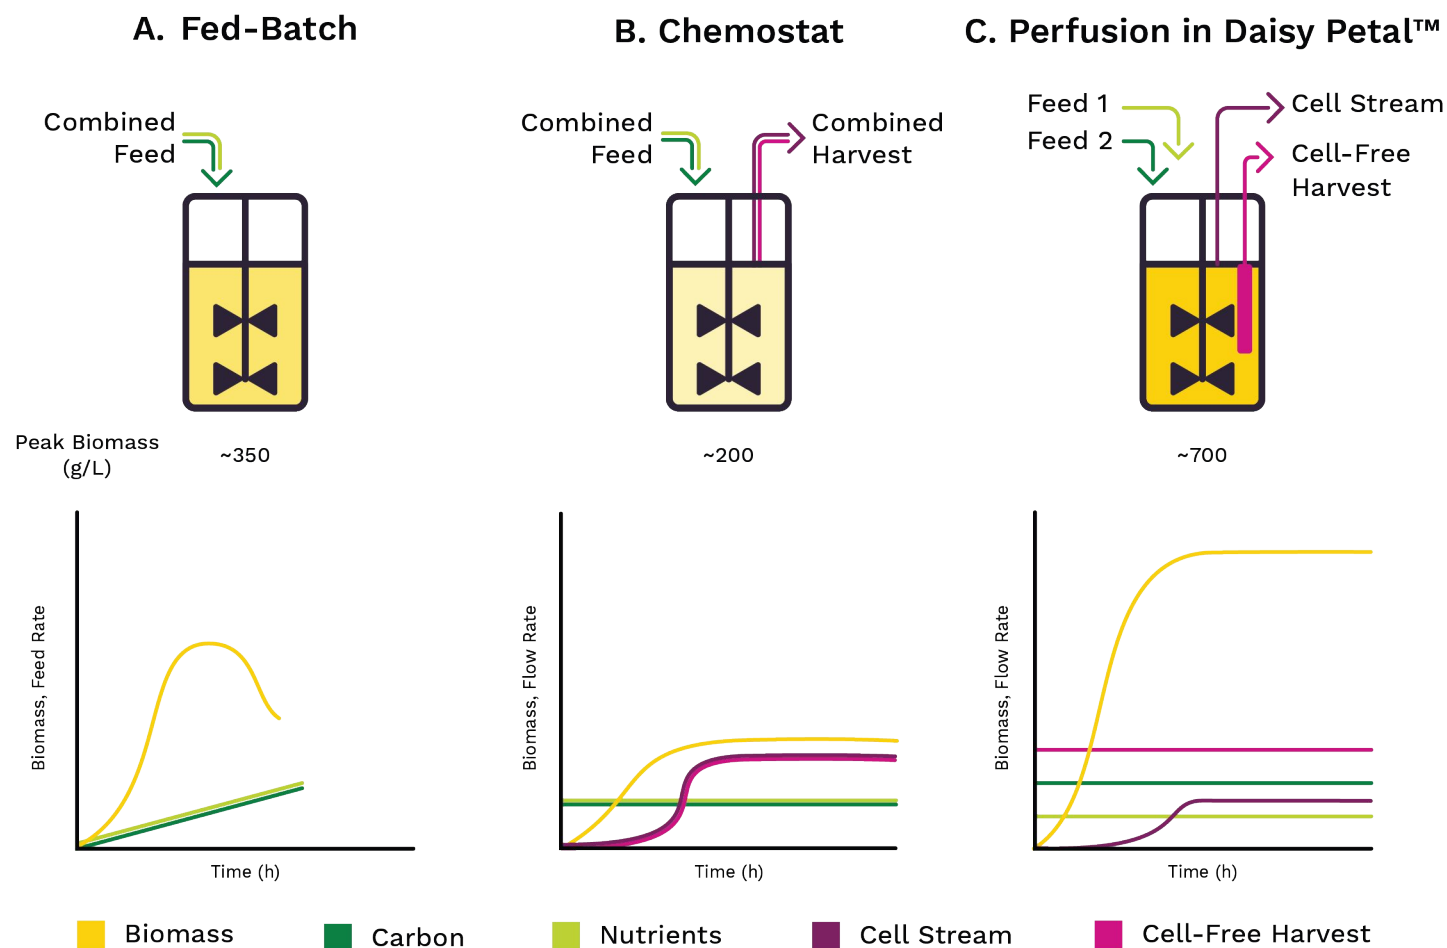 A. Fed-Batch
B. Chemostat
C. Perfusion in Daisy Petal™
Combined
Feed
Combined
Feed
Combined
Harvest
Feed 1
Feed 2
Cell Stream
Cell-Free
Harvest
Peak Biomass
(g/L)
~350
~200
~700
Biomass, Feed Rate
Time (h)
Biomass, Flow Rate
Time (h)
Biomass, Flow Rate
Time (h)
Biomass
Carbon
Nutrients
Cell Stream
Cell-Free Harvest